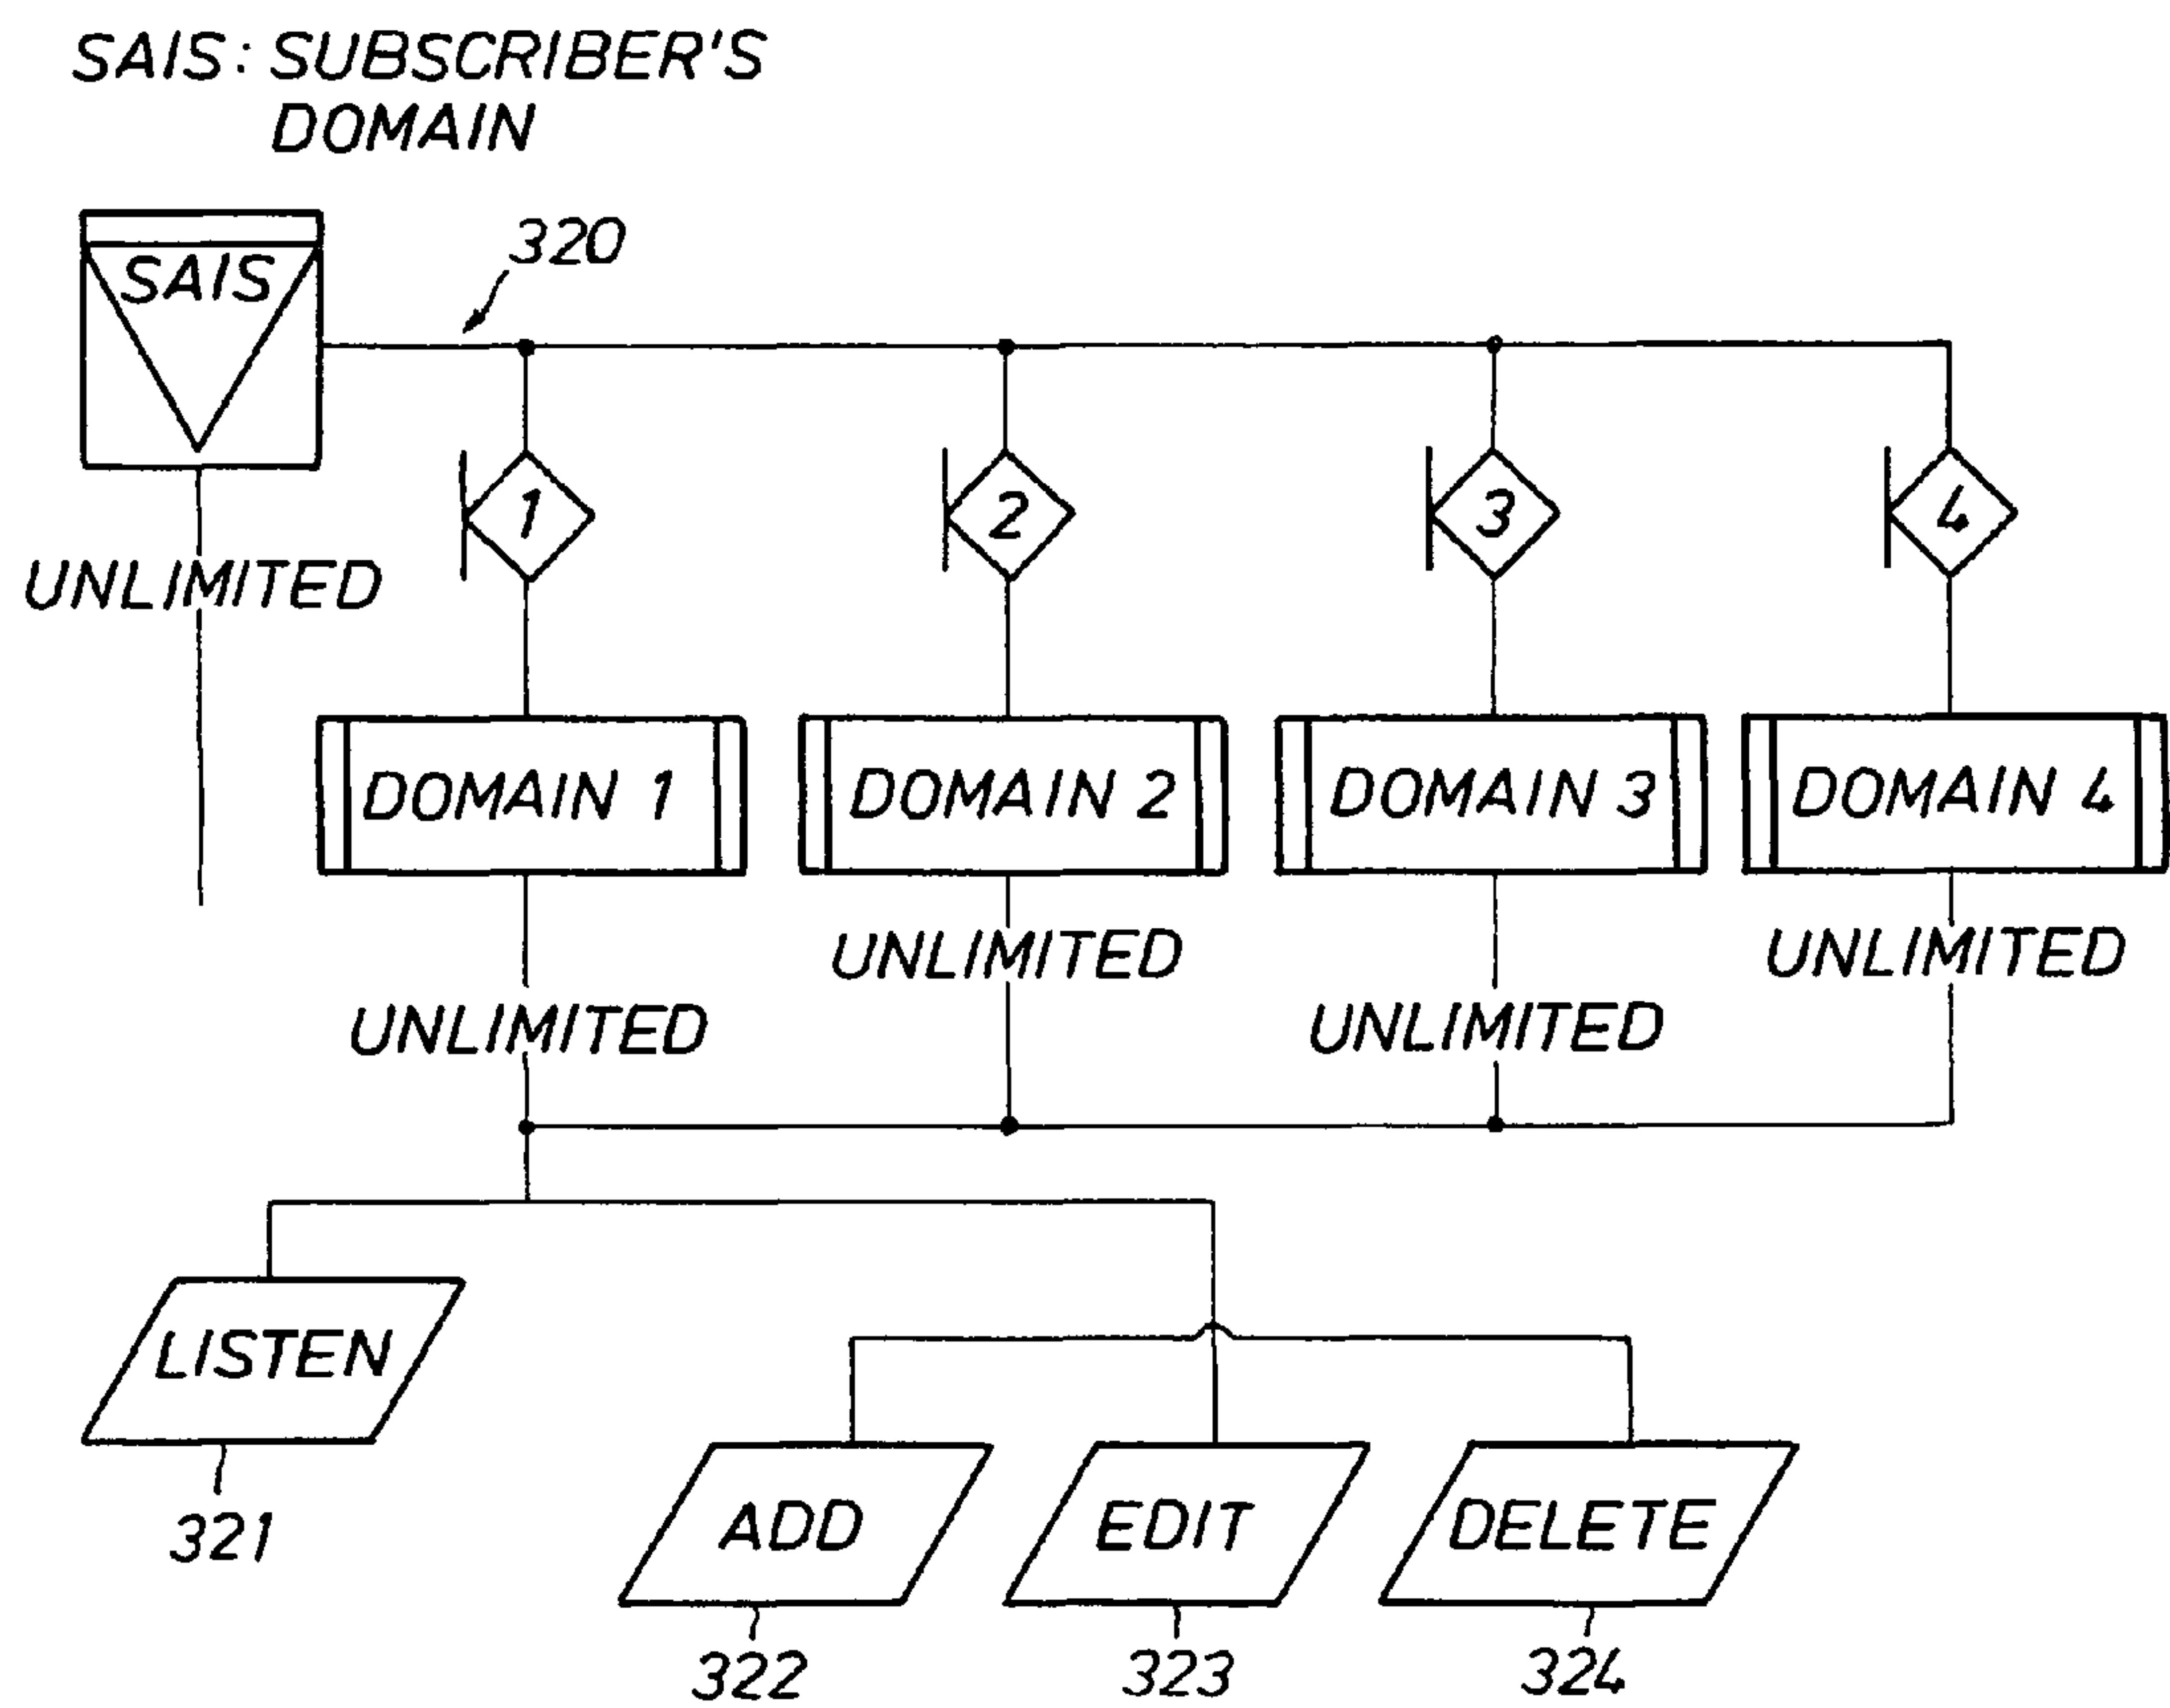 SAIS: SUBSCRIBER'S
DOMAIN
SAIS
320
1
2
3
4
UNLIMITED
DOMAIN 1
DOMAIN 2
DOMAIN 3
DOMAIN 4
UNLIMITED
UNLIMITED
UNLIMITED
UNLIMITED
LISTEN
321
ADD
EDIT
DELETE
322
323
324